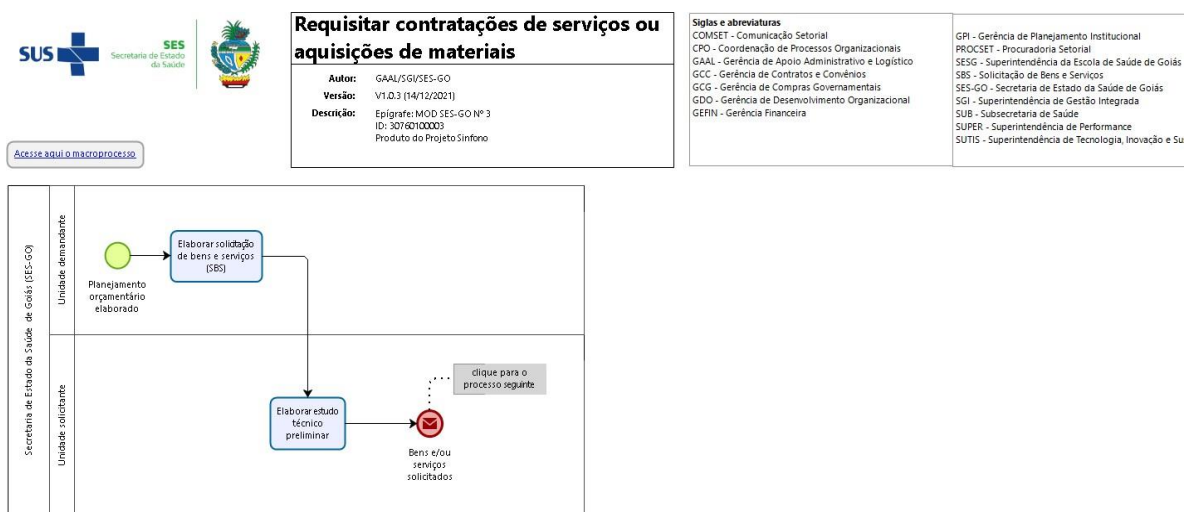 SUS
SES
Secretaria de Estado
da Saúde
Requisitar contratações de serviços ou
aquisições de materiais
Autor: GAAL/SGI/SES-GO
Versão: V1.0.3 (14/12/2021)
Descrição: Epígrafe: MOD SES-GO Nº 3
ID: 30760100003
Produto do Projeto Sinfono
Siglas e abreviaturas
COMSET - Comunicação Setorial
CPO - Coordenação de Processos Organizacionais
GAAL - Gerência de Apoio Administrativo e Logístico
GCC - Gerência de Contratos e Convênios
GCG - Gerência de Compras Governamentais
GDO - Gerência de Desenvolvimento Organizacional
GEFIN - Gerência Financeira
GPI - Gerência de Planejamento Institucional
PROCSET - Procuradoria Setorial
SESG - Superintendência da Escola de Saúde de Goiás
SBS - Solicitação de Bens e Serviços
SES-GO - Secretaria de Estado da Saúde de Goiás
SGI - Superintendência de Gestão Integrada
SUB - Subsecretaria de Saúde
SUPER - Superintendência de Performance
SUTIS - Superintendência de Tecnologia, Inovação e Su
Acesse aqui o macroprocesso
Secretaria de Estado da Saúde de Goiás (SES-GO)
Unidade demandante
Planejamento
orçamentário
elaborado
Elaborar solicitação
de bens e serviços
(SBS)
Unidade solicitante
Elaborar estudo
técnico
preliminar
clique para o
processo seguinte
Bens e/ou
serviços
solicitados